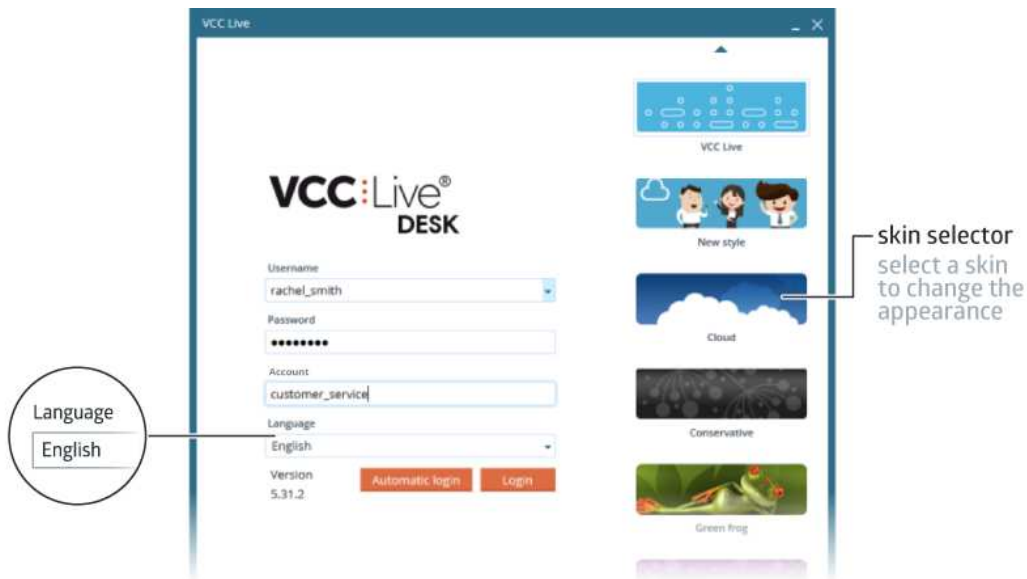 VCC Live
VCC Live®
DESK
Username
rachel_smith
Password
Account
customer_service
Language
English
Version
5.31.2
Automatic login
Login
VCC Live
New style
Cloud
Conservative
Green frog
Language
English
skin selector
select a skin
to change the
appearance